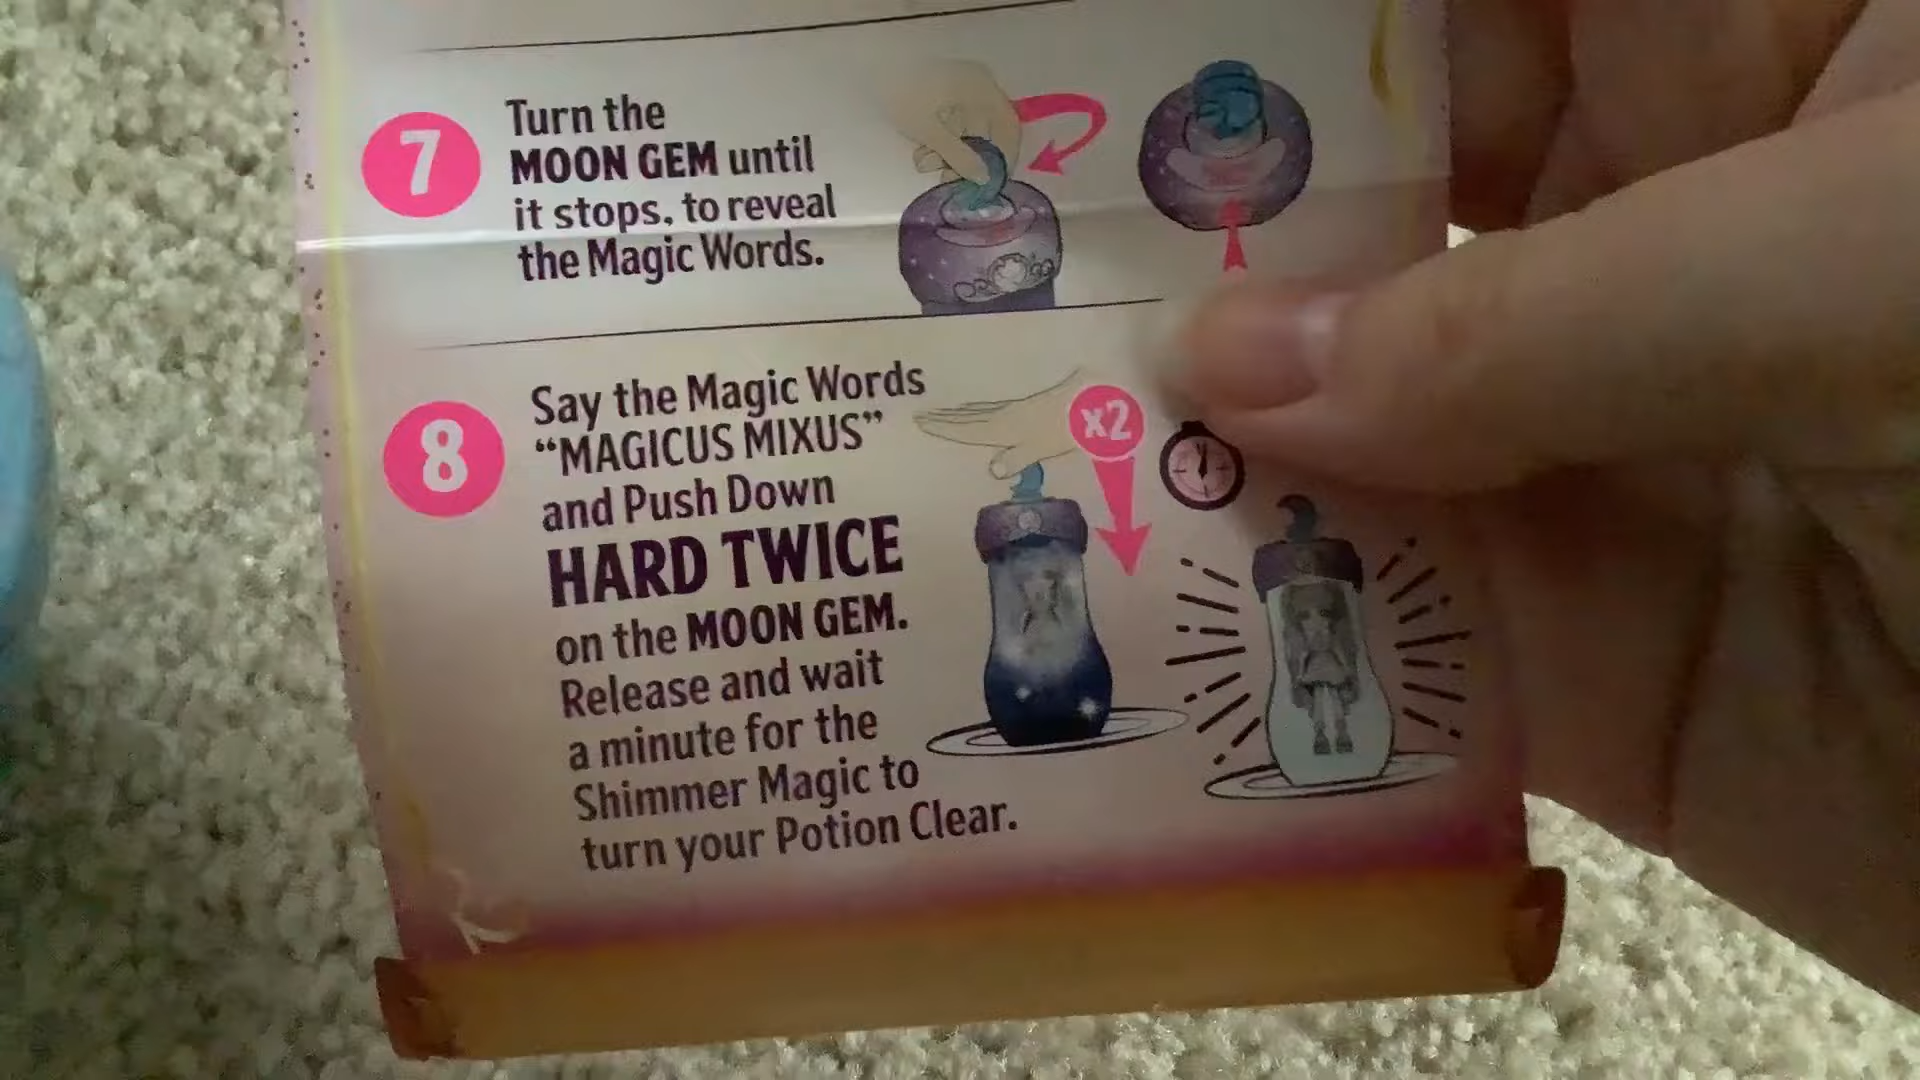 7
Turn the
MOON GEM until
it stops, to reveal
the Magic Words.
8
Say the Magic Words
“MAGICUS MIXUS”
and Push Down
HARD TWICE
on the MOON GEM.
Release and wait
a minute for the
Shimmer Magic to
turn your Potion Clear.
x2